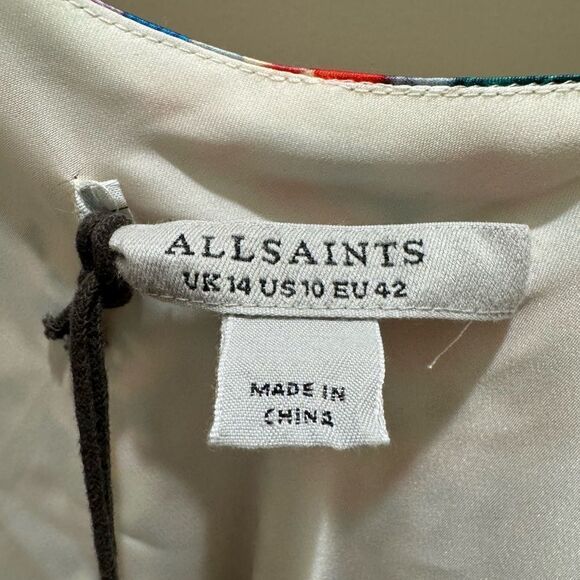 ALLSAINTS
UK 14 US 10 EU 42
MADE IN
CHINA